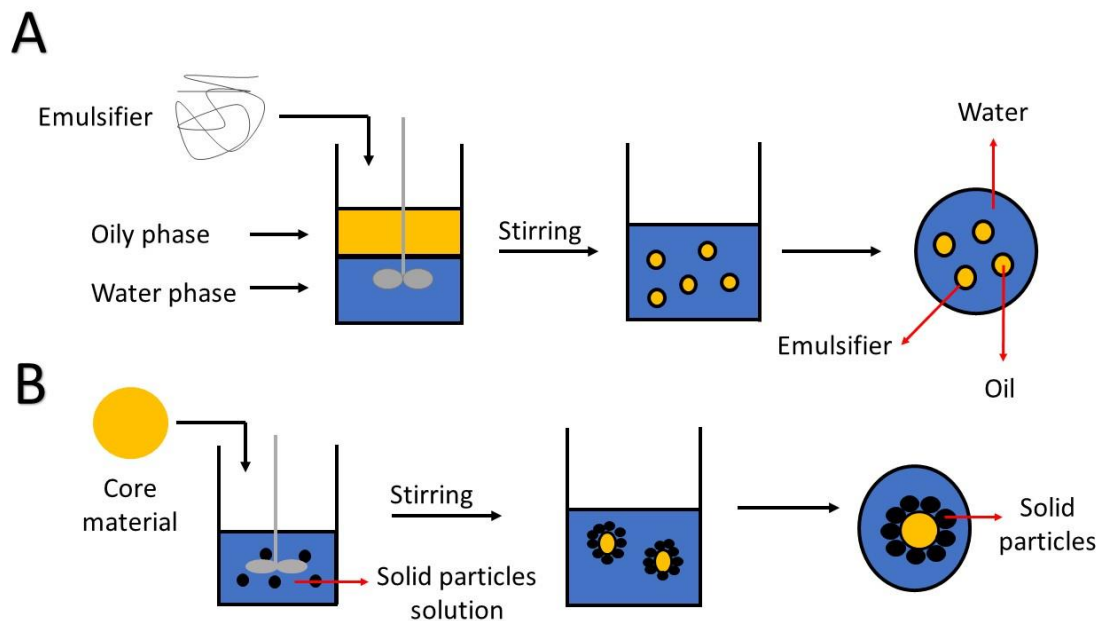 A
Emulsifier
Oily phase
Water phase
Stirring
Water
Emulsifier
Oil
B
Core
material
Stirring
Solid particles
solution
Solid
particles